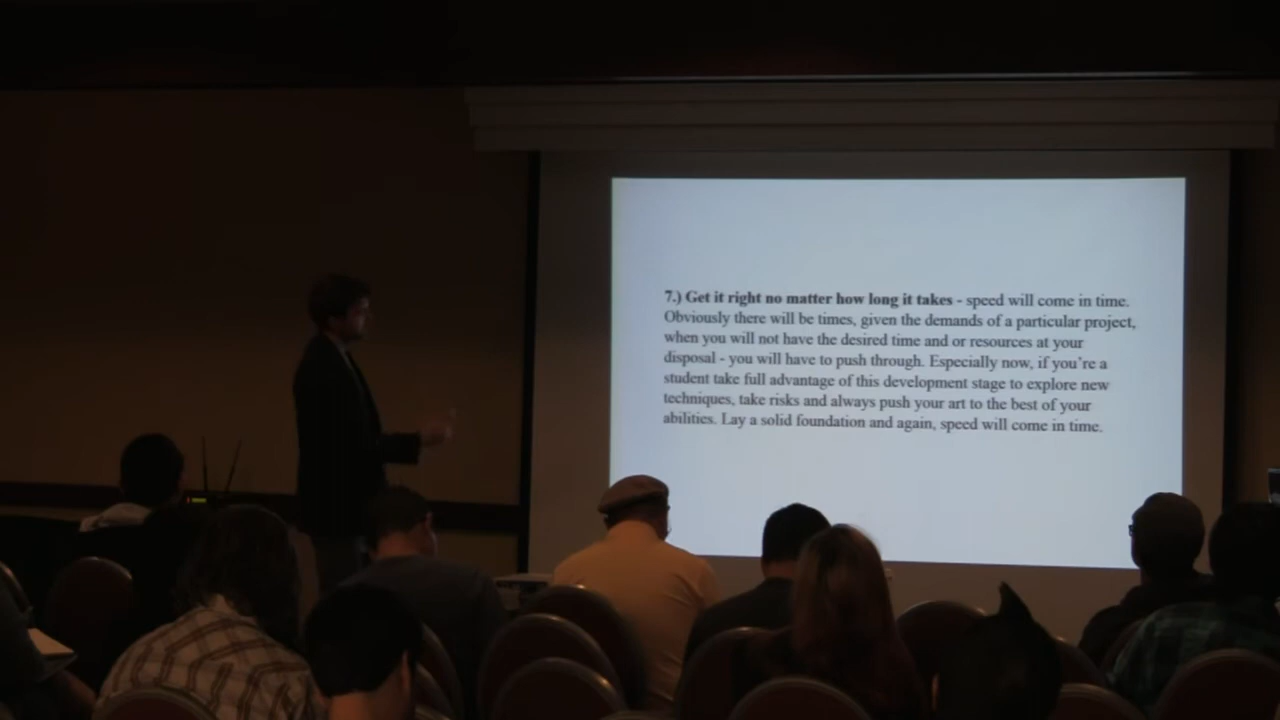 7.) Get it right no matter how long it takes - speed will come in time.
Obviously there will be times, given the demands of a particular project,
when you will not have the desired time and or resources at your
disposal - you will have to push through. Especially now, if you're a
student take full advantage of this development stage to explore new
techniques, take risks and always push your art to the best of your
abilities. Lay a solid foundation and again, speed will come in time.